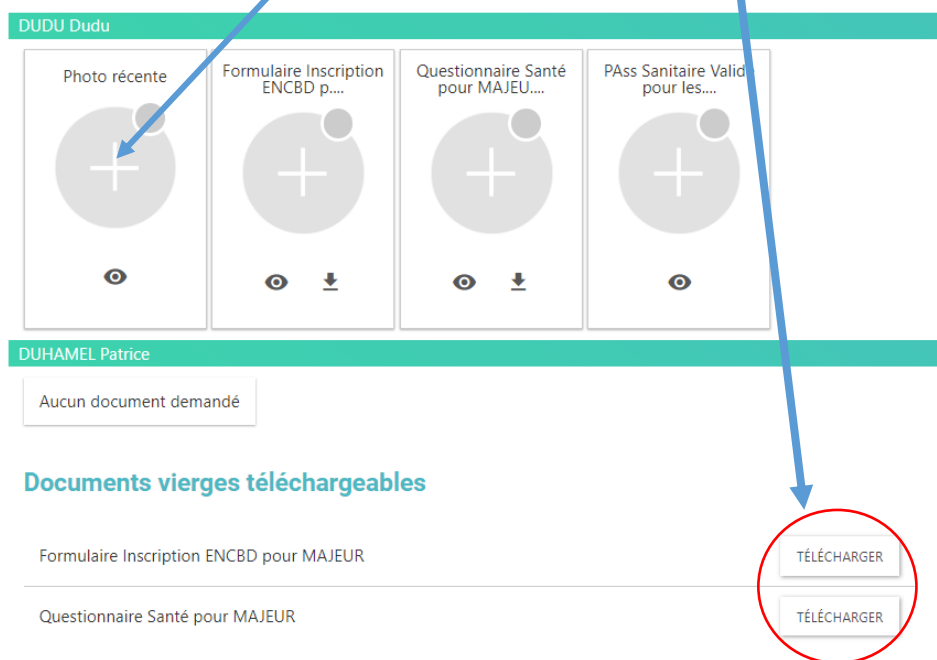 DUDU Dudu
Photo récente
Formulaire Inscription
ENCBD p....
Questionnaire Santé
pour MAJEU....
PAss Sanitaire Valide
pour les....
DUHAMEL Patrice
Aucun document demandé
Documents vierges téléchargeables
Formulaire Inscription ENCBD pour MAJEUR
TÉLÉCHARGER
Questionnaire Santé pour MAJEUR
TÉLÉCHARGER